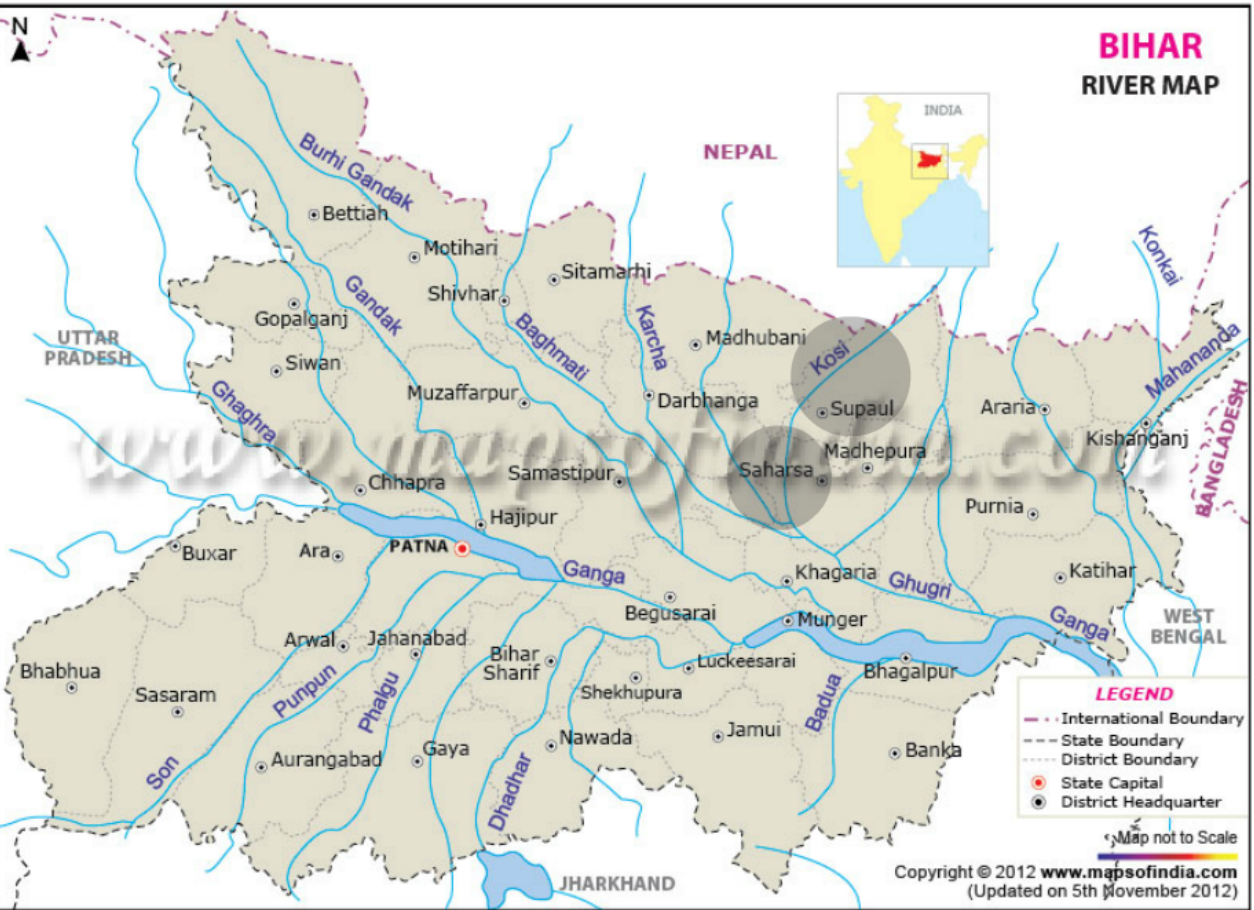 N
BIHAR
RIVER MAP
INDIA
NEPAL
Burhi Gandak
Konkai
Bettiah
Motihari
Sitamarhi
Shivhar
Gandak
Gopalganj
Baghmati
Karcha
Madhubani
Kosi
Mahananda
UTTAR
PRADESH
Siwan
Ghaghra
Muzaffarpur
Darbhanga
Supaul
Araria
Kishanganj
BANGLADESH
www.mapsofindia.com
Chhapra
Samastipur
Saharsa
Madhepura
Purnia
Hajipur
Buxar
Ara
PATNA
Ganga
Khagaria
Ghugri
Katihar
Begusarai
Munger
Ganga
WEST
BENGAL
Arwal
Jahanabad
Bihar
Sharif
Luckeesarai
Bhagalpur
Bhabhua
Sasaram
Punpun
Phalgu
Shekhupura
Badua
Son
Aurangabad
Gaya
Dhadhar
Nawada
Jamui
Banka
JHARKHAND
LEGEND
International Boundary
State Boundary
District Boundary
State Capital
District Headquarter
Map not to Scale
Copyright © 2012 www.mapsofindia.com
(Updated on 5th November 2012)